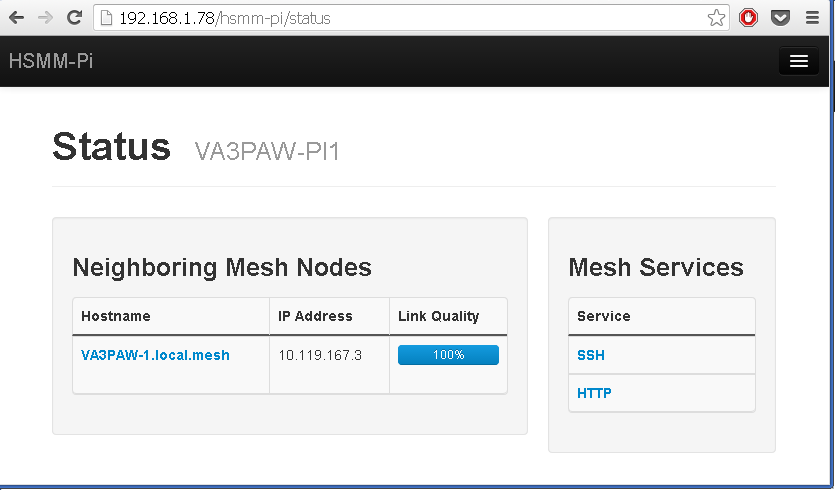 192.168.1.78/hsmm-pi/status
HSMM-Pi
Status VA3PAW-PI1
Neighboring Mesh Nodes
Hostname IP Address Link Quality
VA3PAW-1.local.mesh 10.119.167.3 100%
Mesh Services
Service
SSH
HTTP